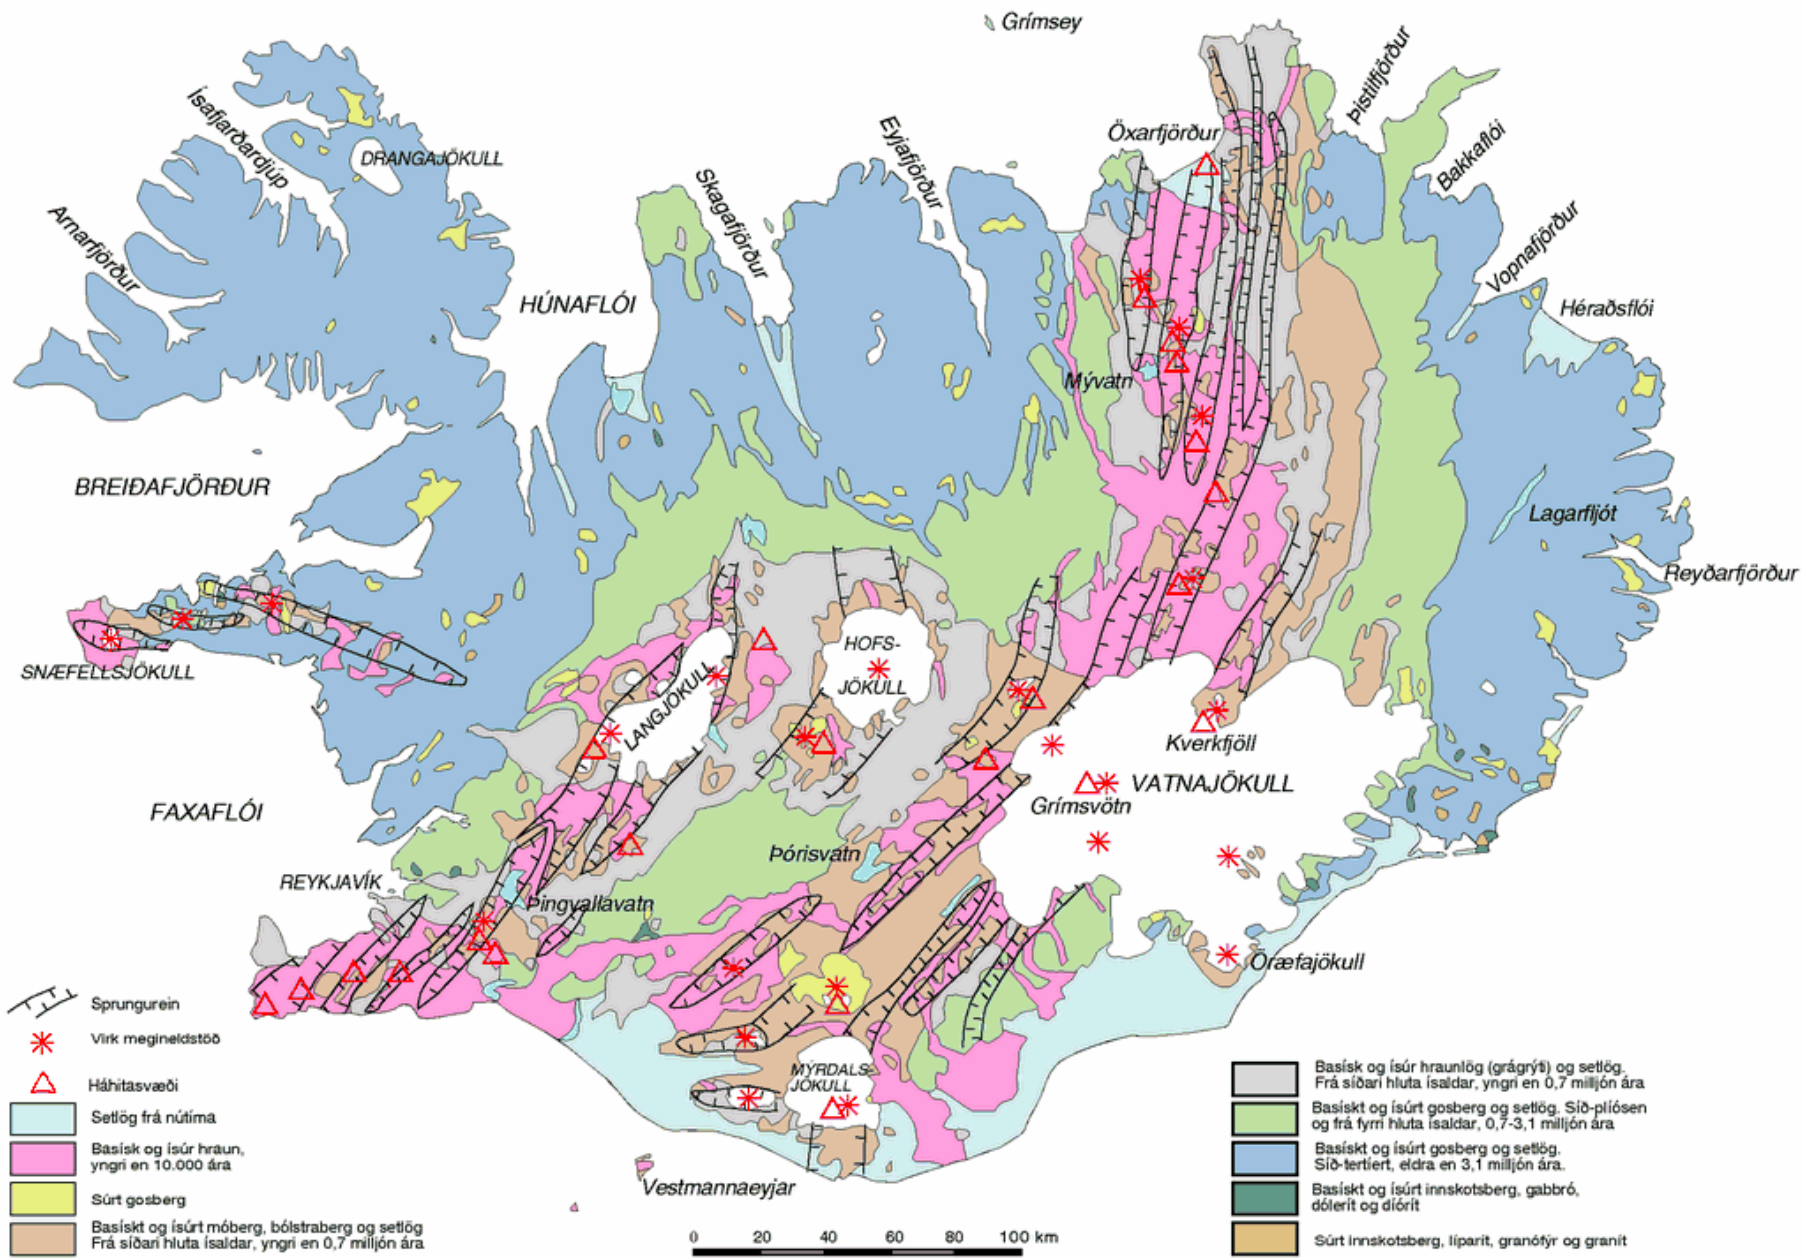 Grímsey
Þistilfjörður
Ísafjarðardjúp
Öxarfjörður
Eyjafjörður
Bakkaflói
DRANGAJÖKULL
Skagafjörður
Arnarfjörður
Vopnafjörður
HÚNAFLÓI
Héraðsflói
Mývatn
BREIÐAFJÖRÐUR
Lagarfljót
Reyðarfjörður
SNÆFELLSJÖKULL
HOFS-
JÖKULL
LANGJÖKULL
Kverkfjöll
VATNAJÖKULL
Grímsvötn
FAXAFLÓI
Þórisvatn
REYKJAVÍK
Þingvallavatn
Öræfajökull
MÝRDALS-
JÖKULL
Vestmannaeyjar
Sprungurein
Virk megineldstöð
Háhitasvæði
Setlög frá nútíma
Basísk og ísúr hraun,
yngri en 10.000 ára
Súrt gosberg
Basískt og ísúrt móberg, bólstraberg og setlög
Frá síðari hluta ísaldar, yngri en 0,7 milljón ára
0 20 40 60 80 100 km
Basísk og ísúr hraunlög (grágrýti) og setlög.
Frá síðari hluta ísaldar, yngri en 0,7 milljón ára
Basískt og ísúrt gosberg og setlög. Síð-plíósen
og frá fyrri hluta ísaldar, 0,7-3,1 milljón ára
Basískt og ísúrt gosberg og setlög.
Síð-tertíert, eldra en 3,1 milljón ára.
Basískt og ísúrt innskotsberg, gabbró,
dólerít og díórít
Súrt innskotsberg, líparít, granófýr og granít